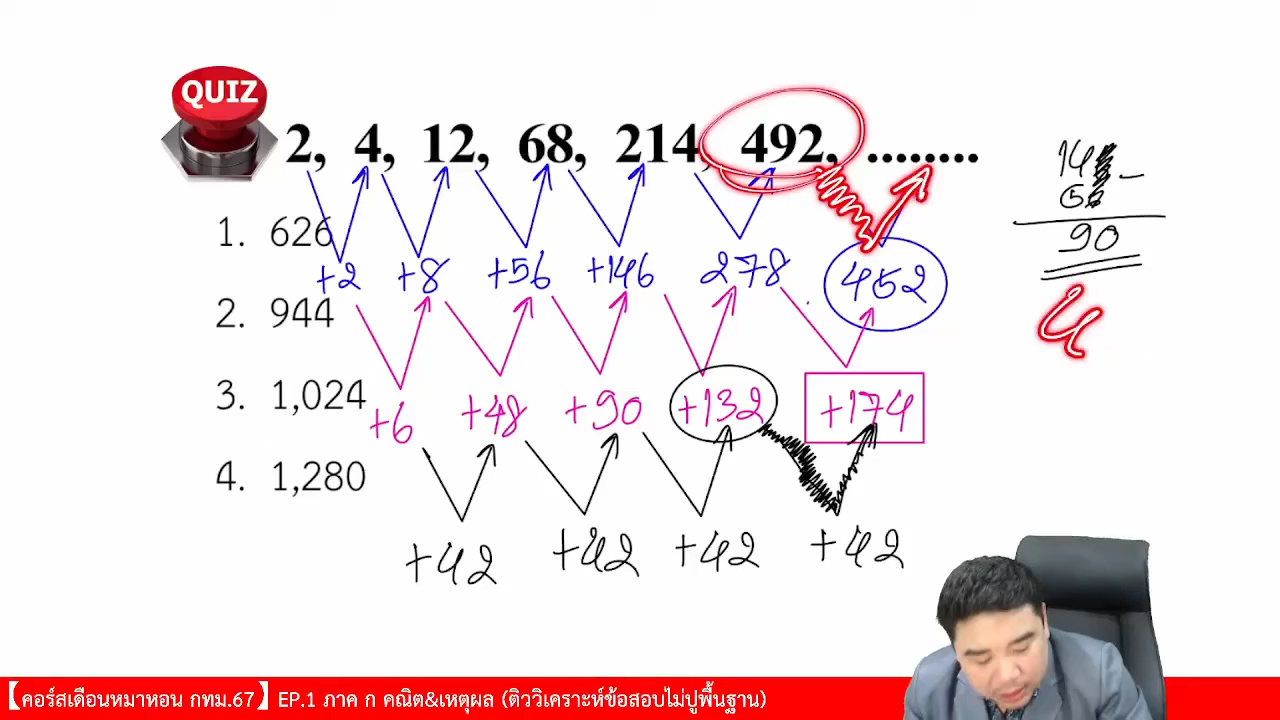 QUIZ
2, 4, 12, 68, 214, 492, .........
1. 626
2. 944
3. 1,024
4. 1,280
+2 +8 +56 +146 278 452
+6 +48 +90 +132 +174
+42 +42 +42 +42
90
4
【คอร์สเดือนหมาหอน กทม.67】 EP.1 ภาค ก คณิต&เหตุผล (ติววิเคราะห์ข้อสอบไม่ปูพื้นฐาน)